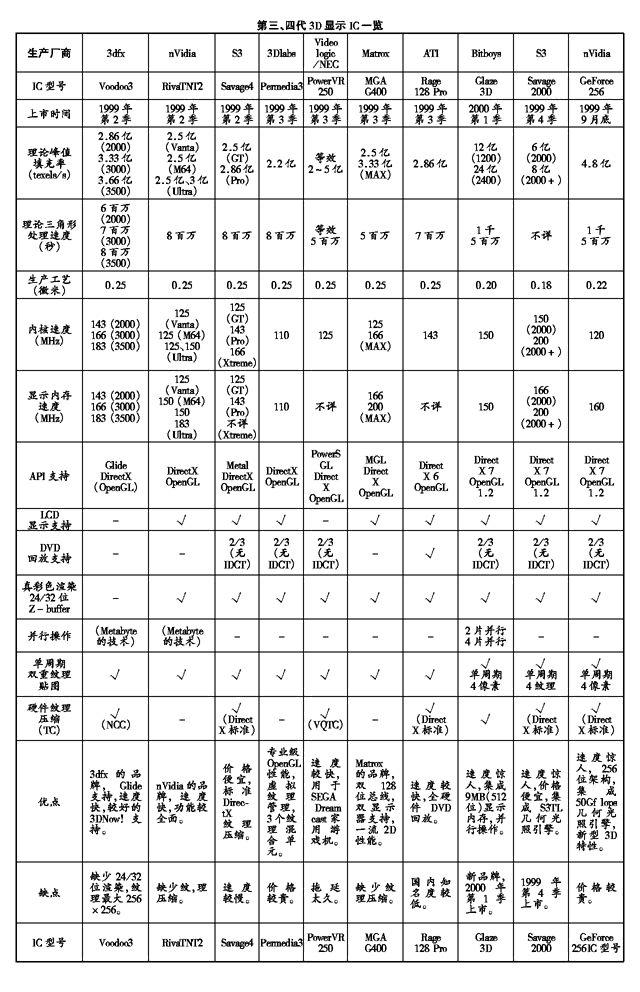 第三、四代 3D 显示 IC 一览
生产厂商 3dfx nVidia S3 3Dlabs Video logic /NEC Matrox ATI Bitboys S3 nVidia
IC 型号 Voodoo3 RivaTNT2 Savage4 Permedia3 PowerVR 250 MGA G400 Rage 128 Pro Glaze 3D Savage 2000 GeForce 256
上市时间 1999 年 第 2 季 1999 年 第 2 季 1999 年 第 2 季 1999 年 第 3 季 1999 年 第 3 季 1999 年 第 3 季 1999 年 第 3 季 2000 年 第 1 季 1999 年 第 4 季 1999 年 9 月底
理论峰值 填充率 (texels/s) 2.86 亿 (2000) 3.33 亿 (3000) 3.66 亿 (3500) 2.5 亿 (Vanta) 2.5 亿 (M64) 2.5 亿、3 亿 (Ultra) 2.5 亿 (GT) 2.86 亿 (Pro) 2.2 亿 等效 2~5 亿 2.5 亿 3.33 亿 (MAX) 2.86 亿 12 亿 (1200) 24 亿 (2400) 6 亿 (2000) 8 亿 (2000+) 4.8 亿
理论三角形 处理速度 (秒) 6 百万 (2000) 7 百万 (3000) 8 百万 (3500) 8 百万 8 百万 8 百万 等效 5 百万 5 百万 7 百万 1 千 5 百万 不详 1 千 5 百万
生产工艺 (微米) 0.25 0.25 0.25 0.25 0.25 0.25 0.25 0.20 0.18 0.22
内核速度 (MHz) 143 (2000) 166 (3000) 183 (3500) 125 (Vanta) 125 (M64) 125、150 (Ultra) 125 (GT) 143 (Pro) 166 (Xtreme) 110 125 125 166 (MAX) 143 150 150 (2000) 200 (2000+) 120
显示内存 速度 (MHz) 143 (2000) 166 (3000) 183 (3500) 125 (Vanta) 150 (M64) 150 183 (Ultra) 125 (GT) 143 (Pro) 不详 (Xtreme) 110 不详 166 200 (MAX) 不详 150 166 (2000) 200 (2000+) 160
API 支持 Glide DirectX (OpenGL) DirectX OpenGL Metal DirectX OpenGL DirectX OpenGL PowerS GL Direct X OpenGL MGL Direct X OpenGL Direct X 6 OpenGL Direct X 7 OpenGL 1.2 Direct X 7 OpenGL 1.2 Direct X 7 OpenGL 1.2
LCD 显示支持 - √ √ √ - √ √ √ √ √
DVD 回放支持 - - 2/3 (无 IDCT) 2/3 (无 IDCT) 2/3 (无 IDCT) - √ 2/3 (无 IDCT) 2/3 (无 IDCT) 2/3 (无 IDCT)
真彩色渲染 24/32 位 Z-buffer - √ √ √ √ √ √ √ √ √
并行操作 (Metabyte 的技术) (Metabyte 的技术) - - - - - 2 片并行 4 片并行 - -
单周期 双重纹理 贴图 √ √ √ √ √ √ √ √ 单周期 4 像素 √ 单周期 4 纹理 √ 单周期 4 像素
硬件纹理 压缩 (TC) √ (NCC) - √ (Direct X 标准) - √ (VQTC) - √ (Direct X 标准) √ √ (Direct X 标准) √ (Direct X 标准)
优点 3dfx 的品牌, Glide 支持,速度快,较好的 3DNow! 支持。 nVidia 的品牌, 速度快,功能较全面。 价格便宜,标准 DirectX 纹理压缩。 专业级 OpenGL 性能,虚拟纹理管理,3 个纹理混合单元。 速度较快,用于 SEGA Dreamcast 家用游戏机。 Matrox 的品牌,双 128 位总线,双显示器支持,一流 2D 性能。 速度较快,全硬件 DVD 回放。 速度惊人,集成 9MB(512 位)显示内存,并行操作。 速度惊人,价格便宜,集成 S3TL 几何光照引擎。 速度惊人, 256 位架构,集成 50Gflops 几何光照引擎,新型 3D 特性。
缺点 缺少 24/32 位渲染,纹理最大 256×256。 缺少纹,理压缩。 速度较慢。 价格较贵。 拖延太久。 缺少纹理压缩。 国内知名度较低。 新品牌,2000 年第 1 季上市。 1999 年第 4 季上市。 价格较贵。
IC 型号 Voodoo3 RivaTNT2 Savage4 Permedia3 PowerVR 250 MGA G400 Rage 128 Pro Glaze 3D Savage 2000 GeForce 256IC 型号